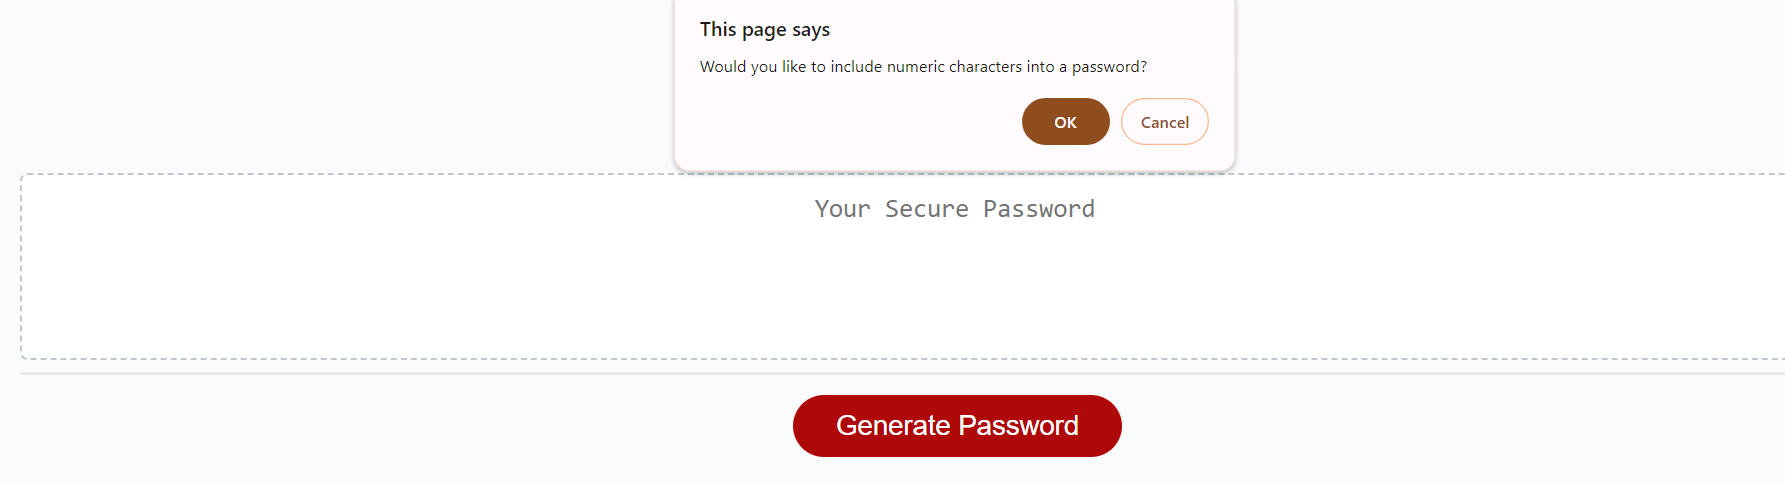 This page says
Would you like to include numeric characters into a password?
OK
Cancel
Your Secure Password
Generate Password